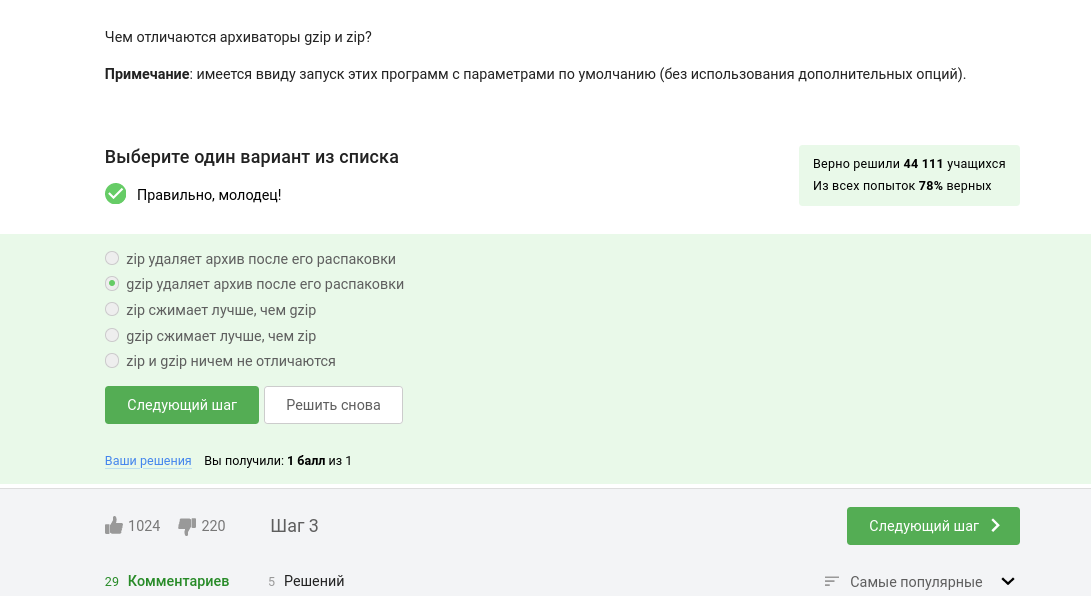 Чем отличаются архиваторы gzip и zip?
Примечание: имеется ввиду запуск этих программ с параметрами по умолчанию (без использования дополнительных опций).
Выберите один вариант из списка
Верно решили 44 111 учащихся
Из всех попыток 78% верных
Правильно, молодец!
zip удаляет архив после его распаковки
gzip удаляет архив после его распаковки
zip сжимает лучше, чем gzip
gzip сжимает лучше, чем zip
zip и gzip ничем не отличаются
Следующий шаг Решить снова
Ваши решения Вы получили: 1 балл из 1
1024 220 Шаг 3 Следующий шаг
29 Комментариев 5 Решений Самые популярные